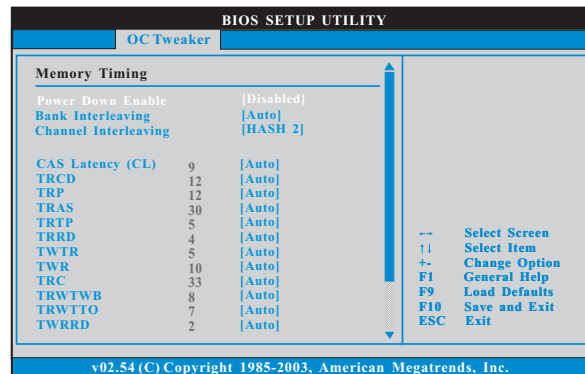 BIOS SETUP UTILITY
OC Tweaker
Memory Timing
Power Down Enable [Disabled]
Bank Interleaving [Auto]
Channel Interleaving [HASH 2]
CAS Latency (CL) 9 [Auto]
TRCD 12 [Auto]
TRP 12 [Auto]
TRAS 30 [Auto]
TRTP 5 [Auto]
TRRD 4 [Auto]
TWTR 5 [Auto]
TWR 10 [Auto]
TRC 33 [Auto]
TRWTWB 8 [Auto]
TRWTTO 7 [Auto]
TWRRD 2 [Auto]
←→ Select Screen
↑↓ Select Item
+- Change Option
F1 General Help
F9 Load Defaults
F10 Save and Exit
ESC Exit
v02.54 (C) Copyright 1985-2003, American Megatrends, Inc.